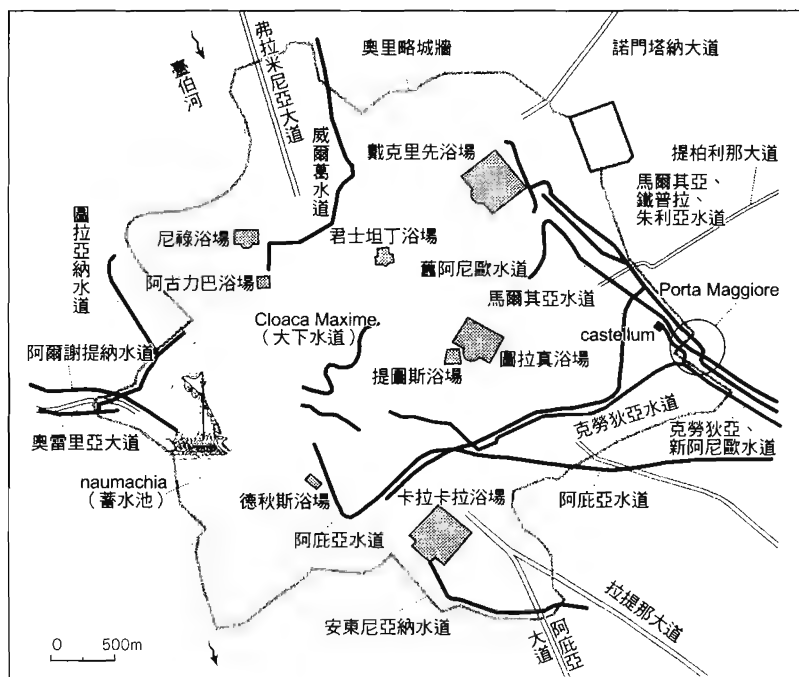 奧里略城牆
諾門塔納大道
臺伯河
弗拉米尼亞大道
威爾葛水道
戴克里先浴場
提柏利那大道
馬爾其亞、
鐵普拉、
朱利亞水道
圖拉亞納水道
尼祿浴場
君士坦丁浴場
阿古力巴浴場
舊阿尼歐水道
馬爾其亞水道
Porta Maggiore
Cloaca Maxime
（大下水道）
castellum
阿爾謝提納水道
提圖斯浴場
圖拉真浴場
奧雷里亞大道
克勞狄亞水道
克勞狄亞、
新阿尼歐水道
naumachia
（蓄水池）
德秋斯浴場
卡拉卡拉浴場
阿庇亞水道
阿庇亞水道
安東尼亞納水道
阿庇亞
大道
拉提那大道
0 500m